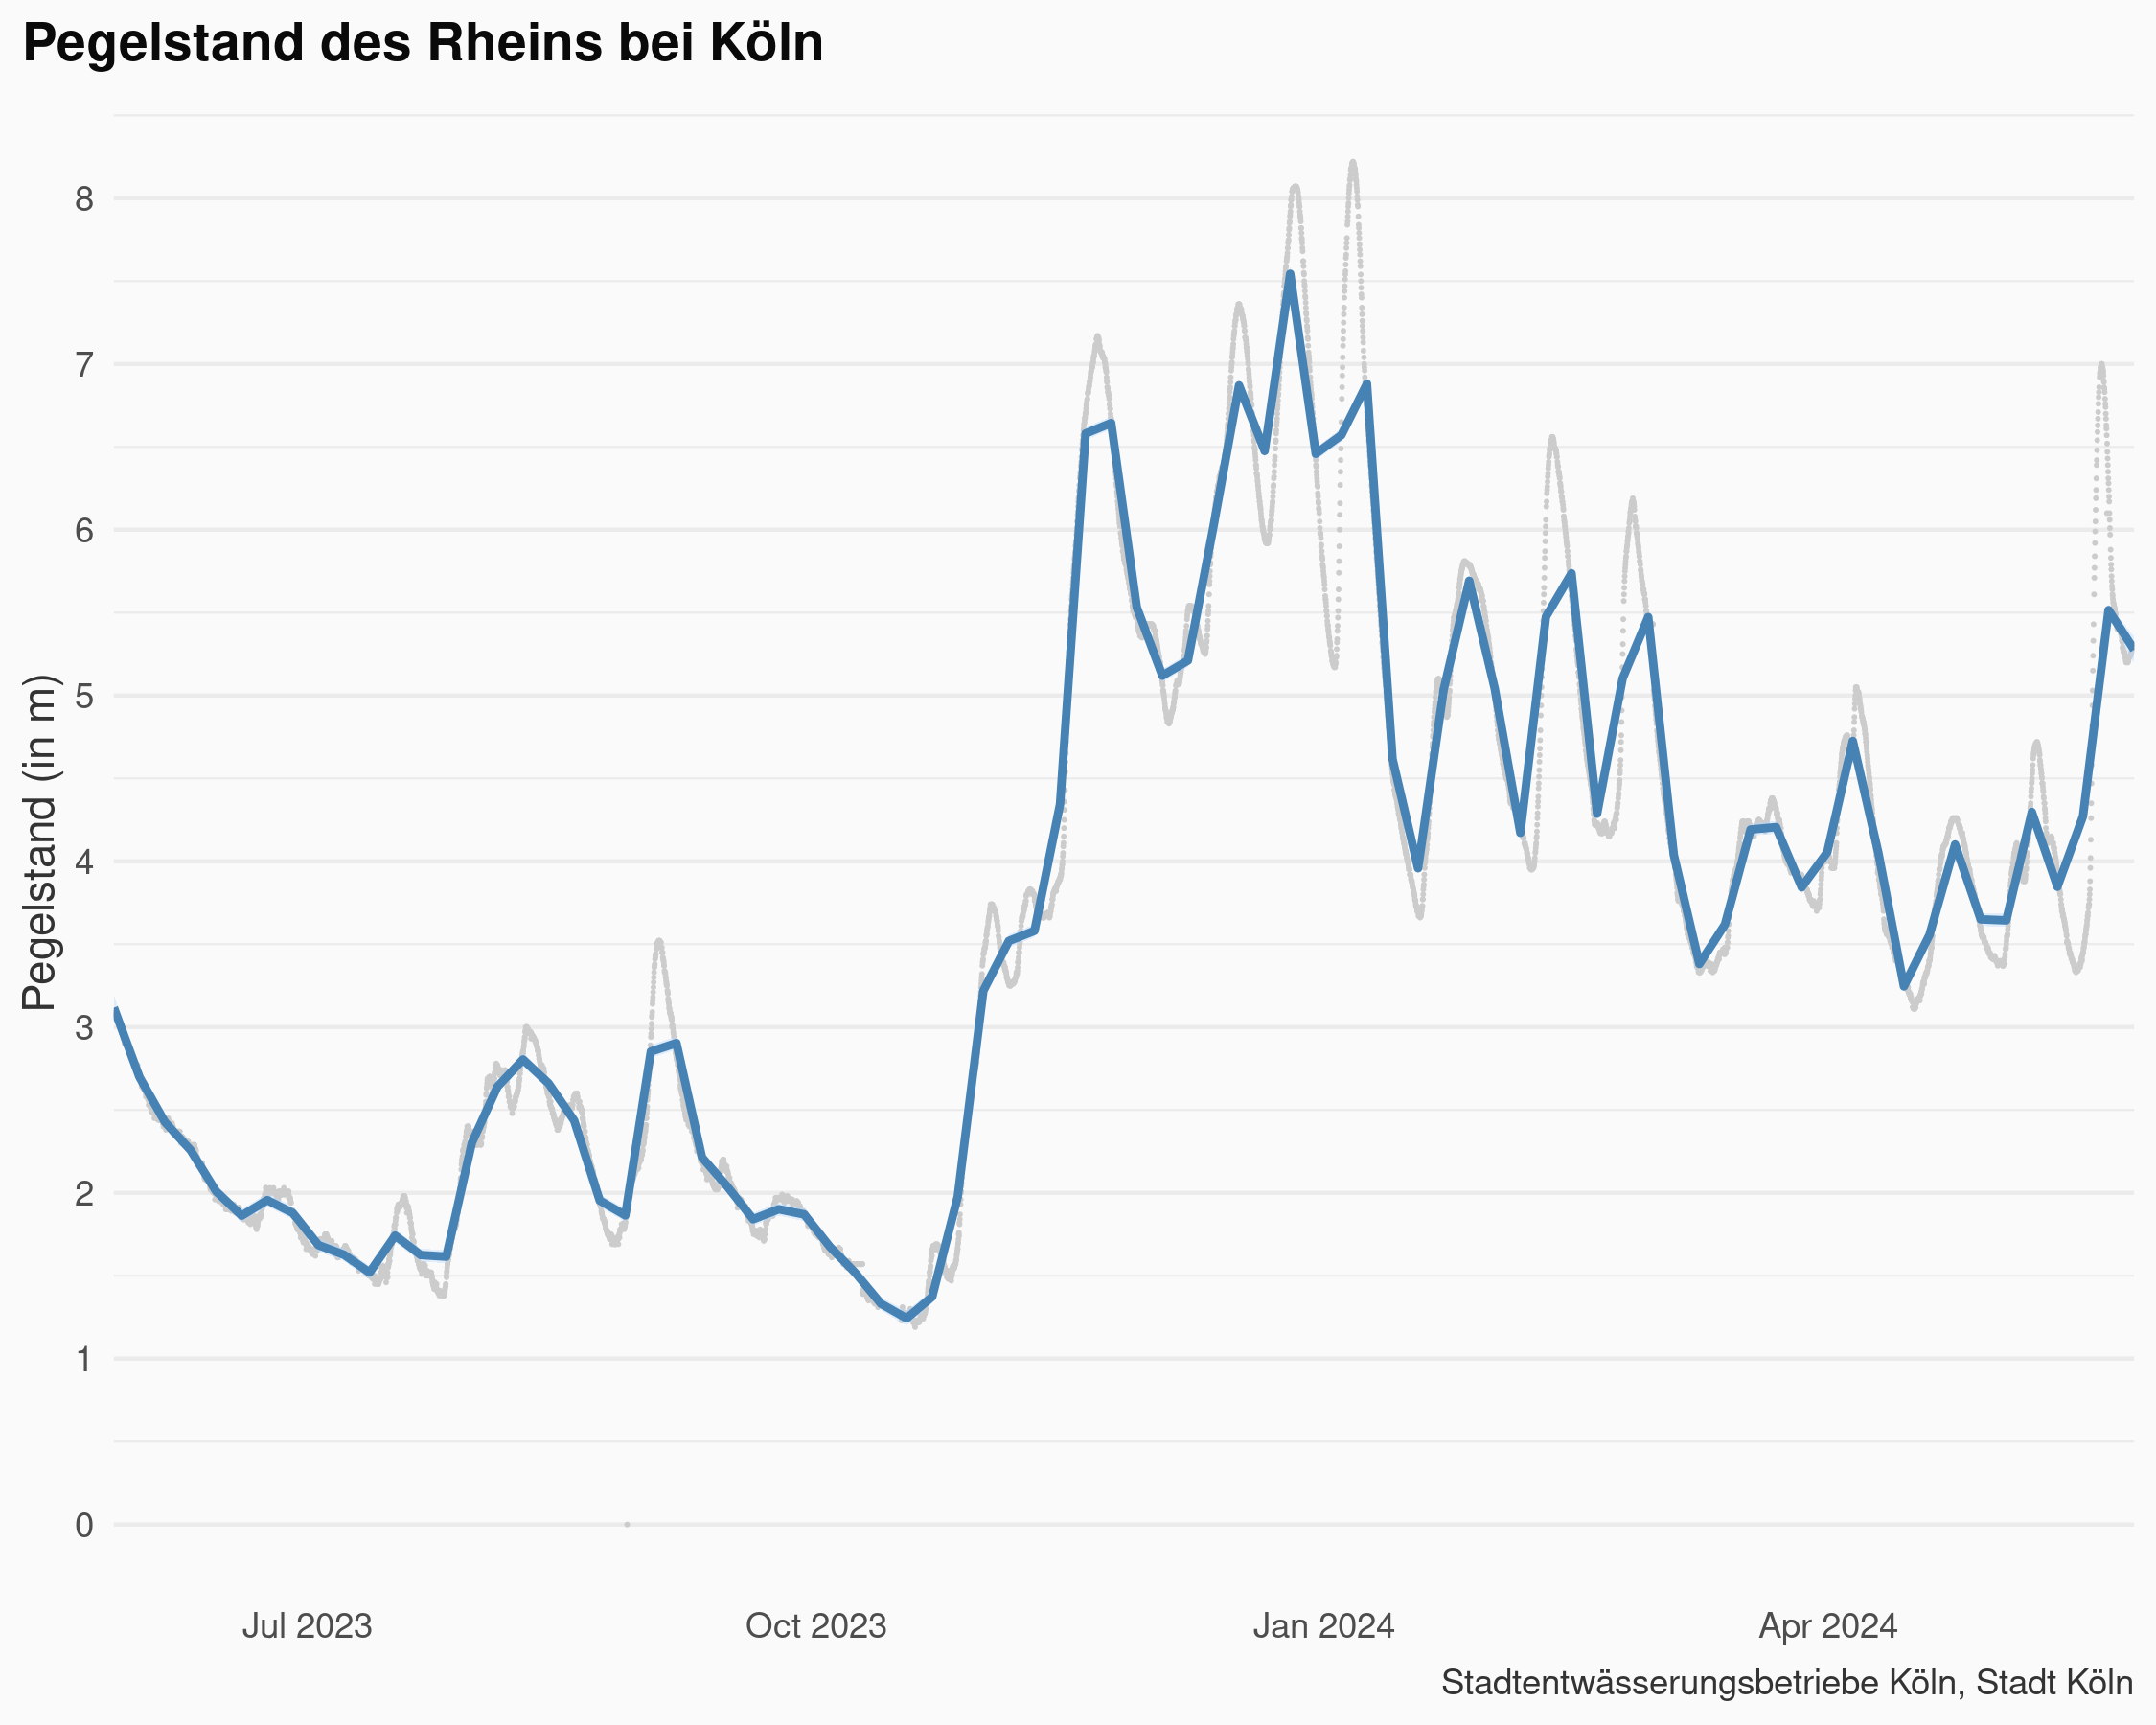 Pegelstand des Rheins bei Köln
Pegelstand (in m)
8
7
6
5
4
3
2
1
0
Jul 2023
Oct 2023
Jan 2024
Apr 2024
Stadtentwässerungsbetriebe Köln, Stadt Köln